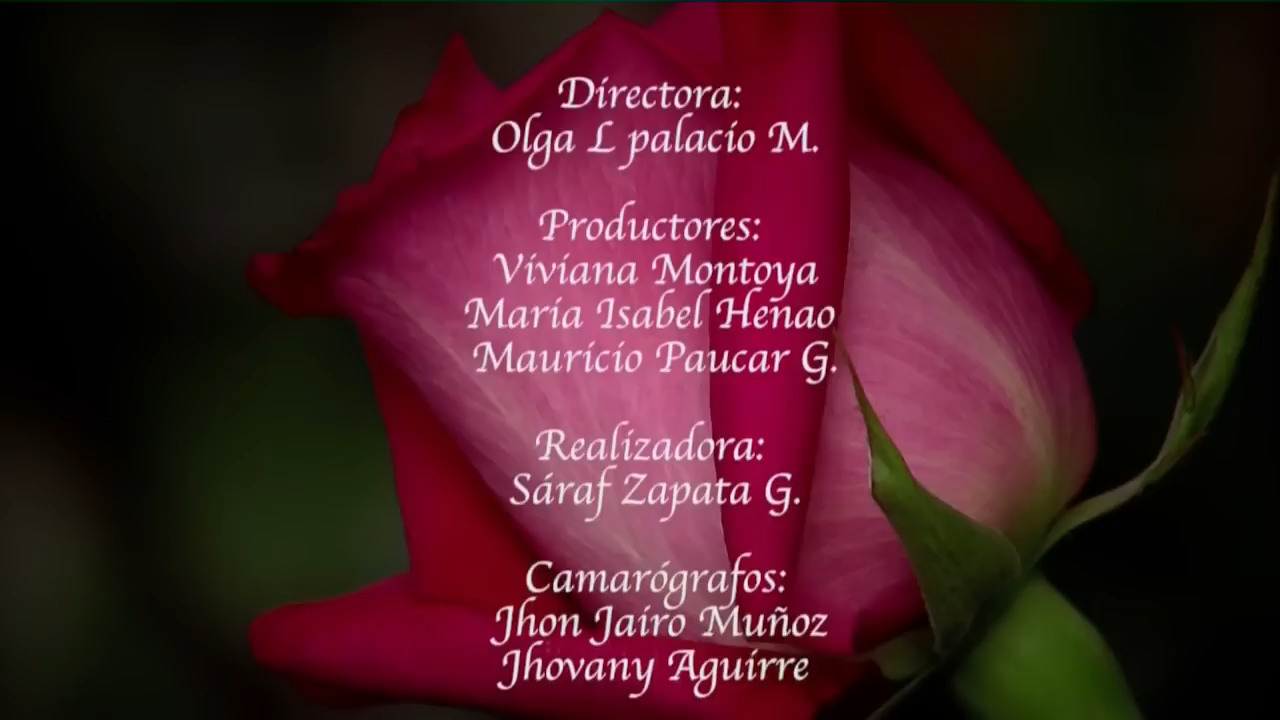 Directora:
Olga L palacio M.
Productores:
Viviana Montoya
María Isabel Henao
Mauricio Paucar G.
Realizadora:
Sáraf Zapata G.
Camarógrafos:
Jhon Jairo Muñoz
Jhovany Aguirre